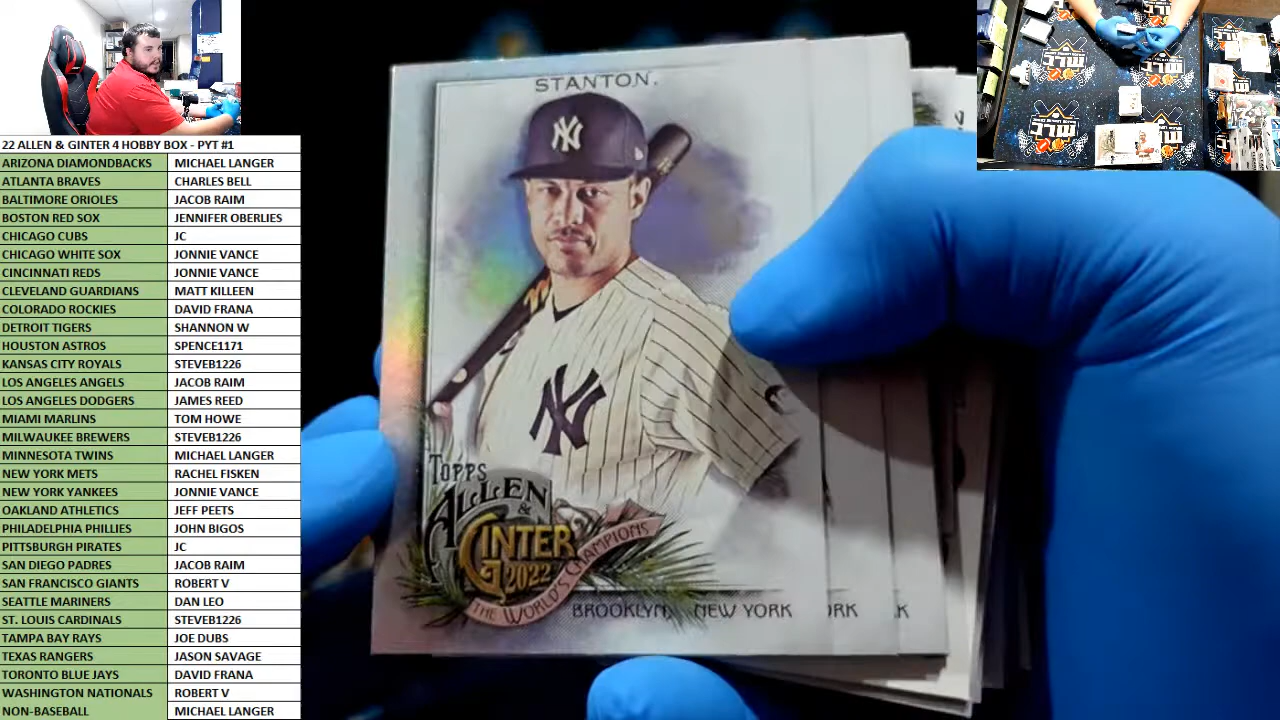 22 ALLEN & GINTER 4 HOBBY BOX - PYT #1
ARIZONA DIAMONDBACKS MICHAEL LANGER
ATLANTA BRAVES CHARLES BELL
BALTIMORE ORIOLES JACOB RAIM
BOSTON RED SOX JENNIFER OBERLIES
CHICAGO CUBS JC
CHICAGO WHITE SOX JONNIE VANCE
CINCINNATI REDS JONNIE VANCE
CLEVELAND GUARDIANS MATT KILLEEN
COLORADO ROCKIES DAVID FRANA
DETROIT TIGERS SHANNON W
HOUSTON ASTROS SPENCE1171
KANSAS CITY ROYALS STEVEB1226
LOS ANGELES ANGELS JACOB RAIM
LOS ANGELES DODGERS JAMES REED
MIAMI MARLINS TOM HOWE
MILWAUKEE BREWERS STEVEB1226
MINNESOTA TWINS MICHAEL LANGER
NEW YORK METS RACHEL FISKEN
NEW YORK YANKEES JONNIE VANCE
OAKLAND ATHLETICS JEFF PEETS
PHILADELPHIA PHILLIES JOHN BIGOS
PITTSBURGH PIRATES JC
SAN DIEGO PADRES JACOB RAIM
SAN FRANCISCO GIANTS ROBERT V
SEATTLE MARINERS DAN LEO
ST. LOUIS CARDINALS STEVEB1226
TAMPA BAY RAYS JOE DUBS
TEXAS RANGERS JASON SAVAGE
TORONTO BLUE JAYS DAVID FRANA
WASHINGTON NATIONALS ROBERT V
NON-BASEBALL MICHAEL LANGER
STANTON.
NY
NY
TOPPS
ALLEN
&
GINTER
2022
THE WORLD'S CHAMPIONS
BROOKLYN, NEW YORK
ORK
K